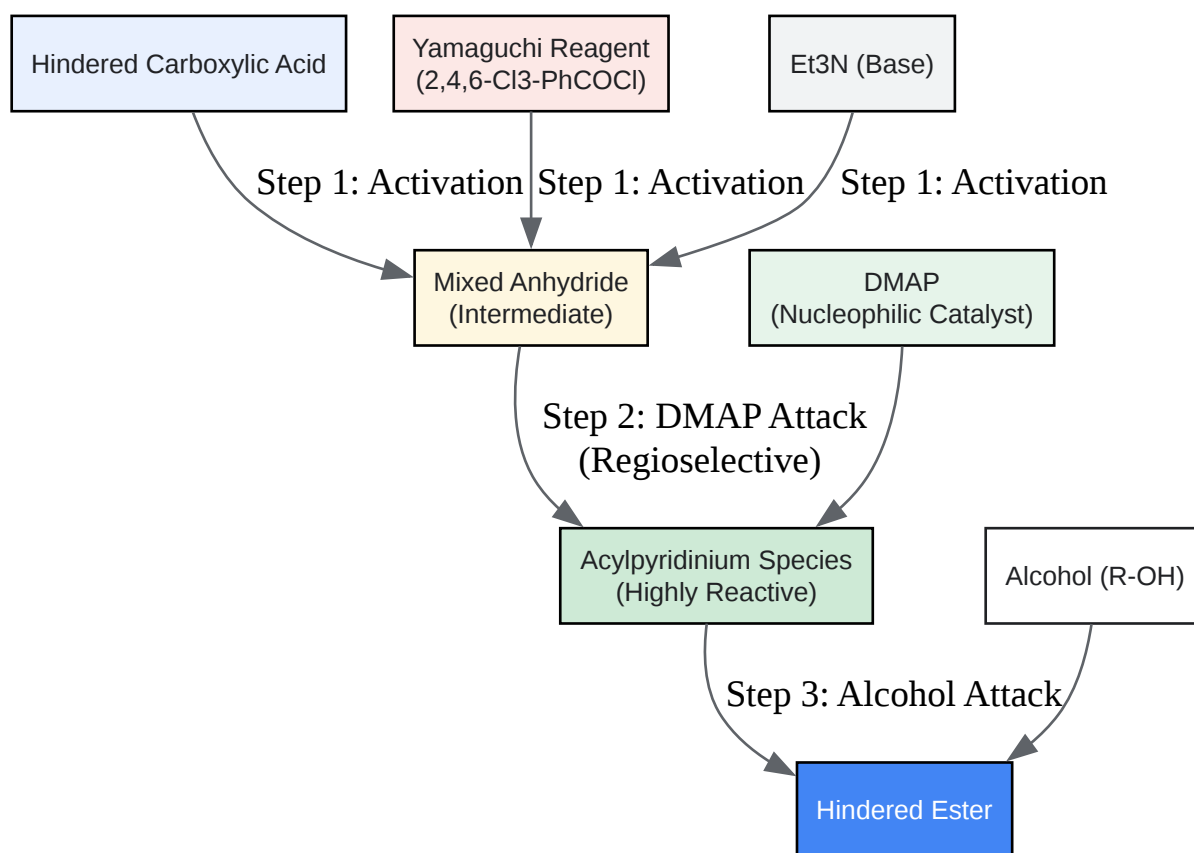 Hindered Carboxylic Acid
Yamaguchi Reagent
(2,4,6-Cl3-PhCOCl)
Et3N (Base)
Step 1: Activation
Step 1: Activation
Step 1: Activation
Mixed Anhydride
(Intermediate)
DMAP
(Nucleophilic Catalyst)
Step 2: DMAP Attack
(Regioselective)
Acylpyridinium Species
(Highly Reactive)
Alcohol (R-OH)
Step 3: Alcohol Attack
Hindered Ester